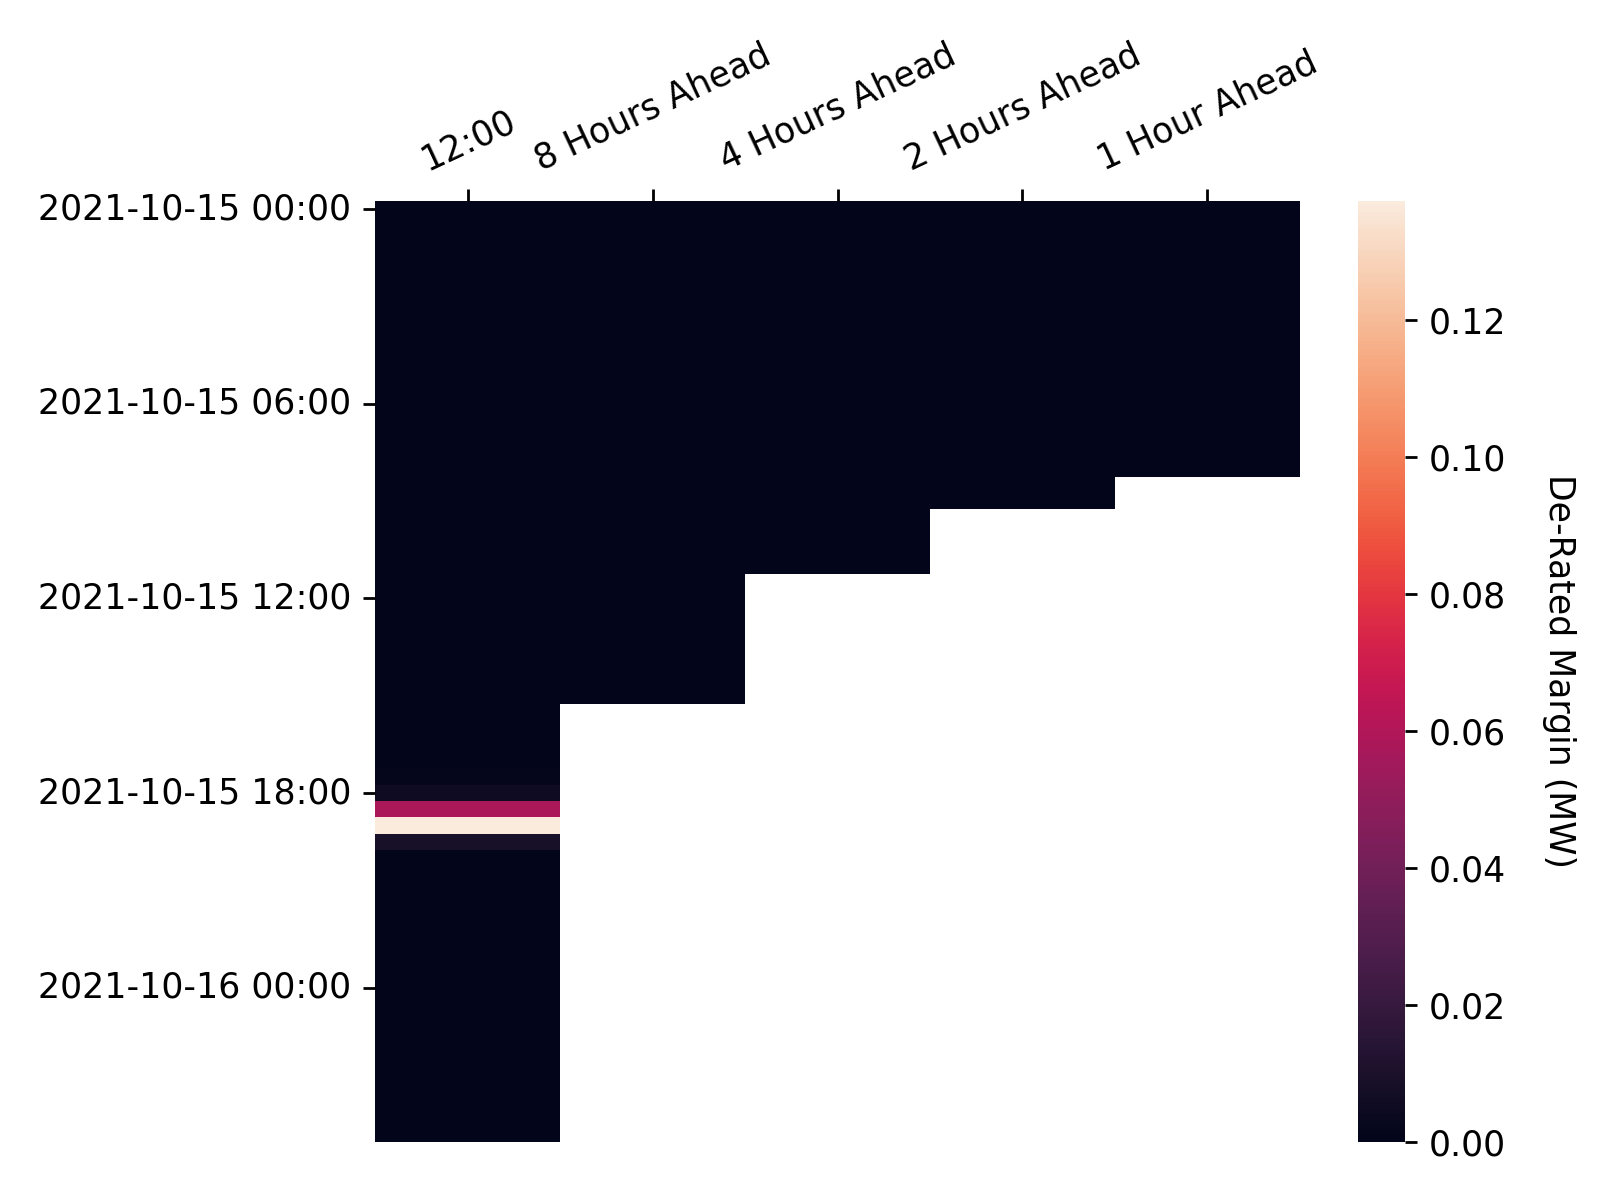 12:00
8 Hours Ahead
4 Hours Ahead
2 Hours Ahead
1 Hour Ahead
2021-10-15 00:00
2021-10-15 06:00
2021-10-15 12:00
2021-10-15 18:00
2021-10-16 00:00
0.12
0.10
0.08
0.06
0.04
0.02
0.00
De-Rated Margin (MW)